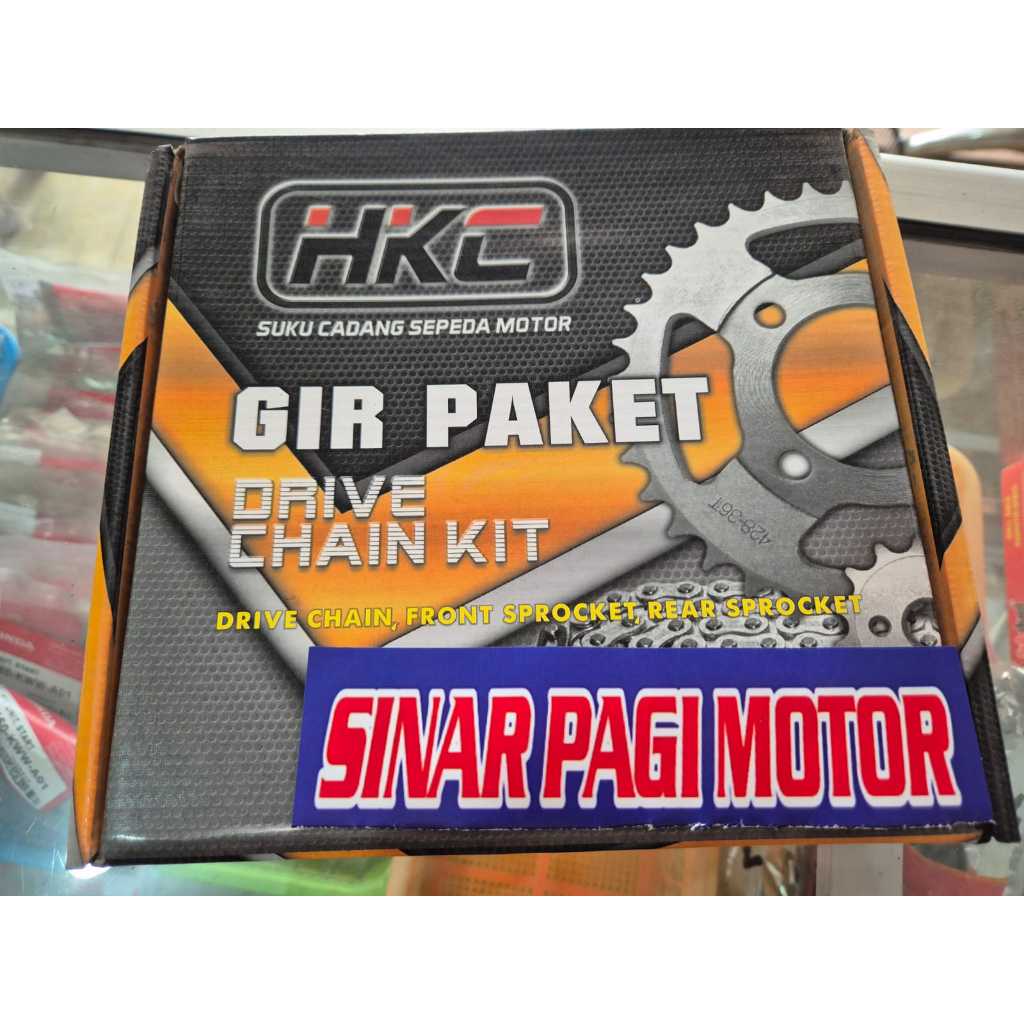 HKC
SUKU CADANG SEPEDA MOTOR
GIR PAKET
DRIVE
CHAIN KIT
428-36T
DRIVE CHAIN, FRONT SPROCKET, REAR SPROCKET
SINAR PAGI MOTOR